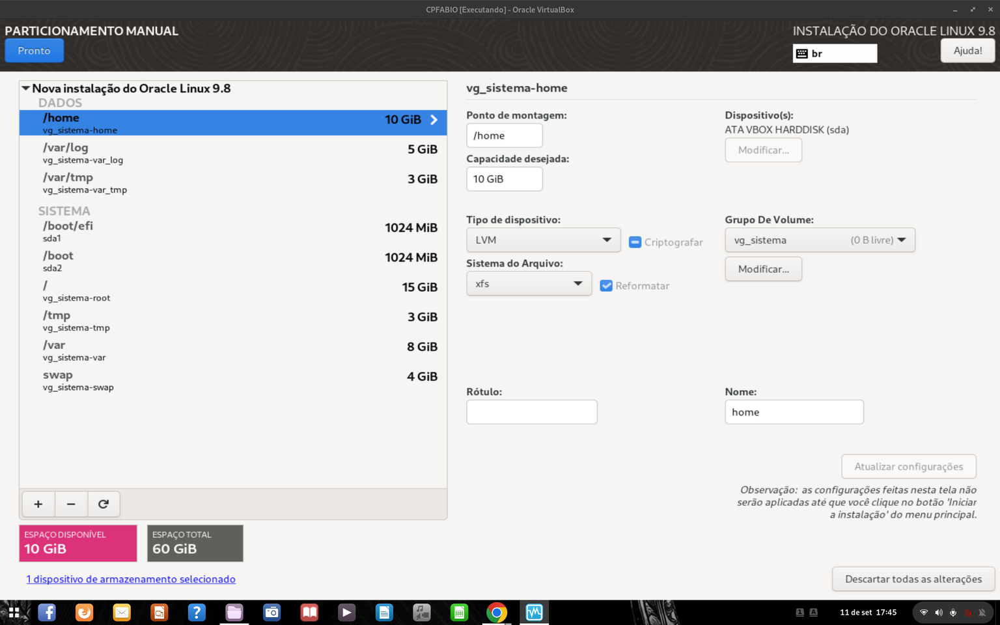 CPFABIO [Executando] - Oracle VirtualBox
PARTICIONAMENTO MANUAL
INSTALAÇÃO DO ORACLE LINUX 9.8
Pronto
br
Ajuda!
Nova instalação do Oracle Linux 9.8
DADOS
/home
10 GiB
vg_sistema-home
/var/log
5 GiB
vg_sistema-var_log
/var/tmp
3 GiB
vg_sistema-var_tmp
SISTEMA
/boot/efi
1024 MiB
sda1
/boot
1024 MiB
sda2
/
15 GiB
vg_sistema-root
/tmp
3 GiB
vg_sistema-tmp
/var
8 GiB
vg_sistema-var
swap
4 GiB
vg_sistema-swap
ESPAÇO DISPONÍVEL
10 GiB
ESPAÇO TOTAL
60 GiB
1 dispositivo de armazenamento selecionado
vg_sistema-home
Ponto de montagem:
/home
Dispositivo(s):
ATA VBOX HARDDISK (sda)
Modificar...
Capacidade desejada:
10 GiB
Tipo de dispositivo:
LVM
Criptografar
Grupo De Volume:
vg_sistema (0 B livre)
Modificar...
Sistema do Arquivo:
xfs
Reformatar
Rótulo:
Nome:
home
Atualizar configurações
Observação: as configurações feitas nesta tela não
serão aplicadas até que você clique no botão 'Iniciar
a instalação' do menu principal.
Descartar todas as alterações
1 A
11 de set 17:45